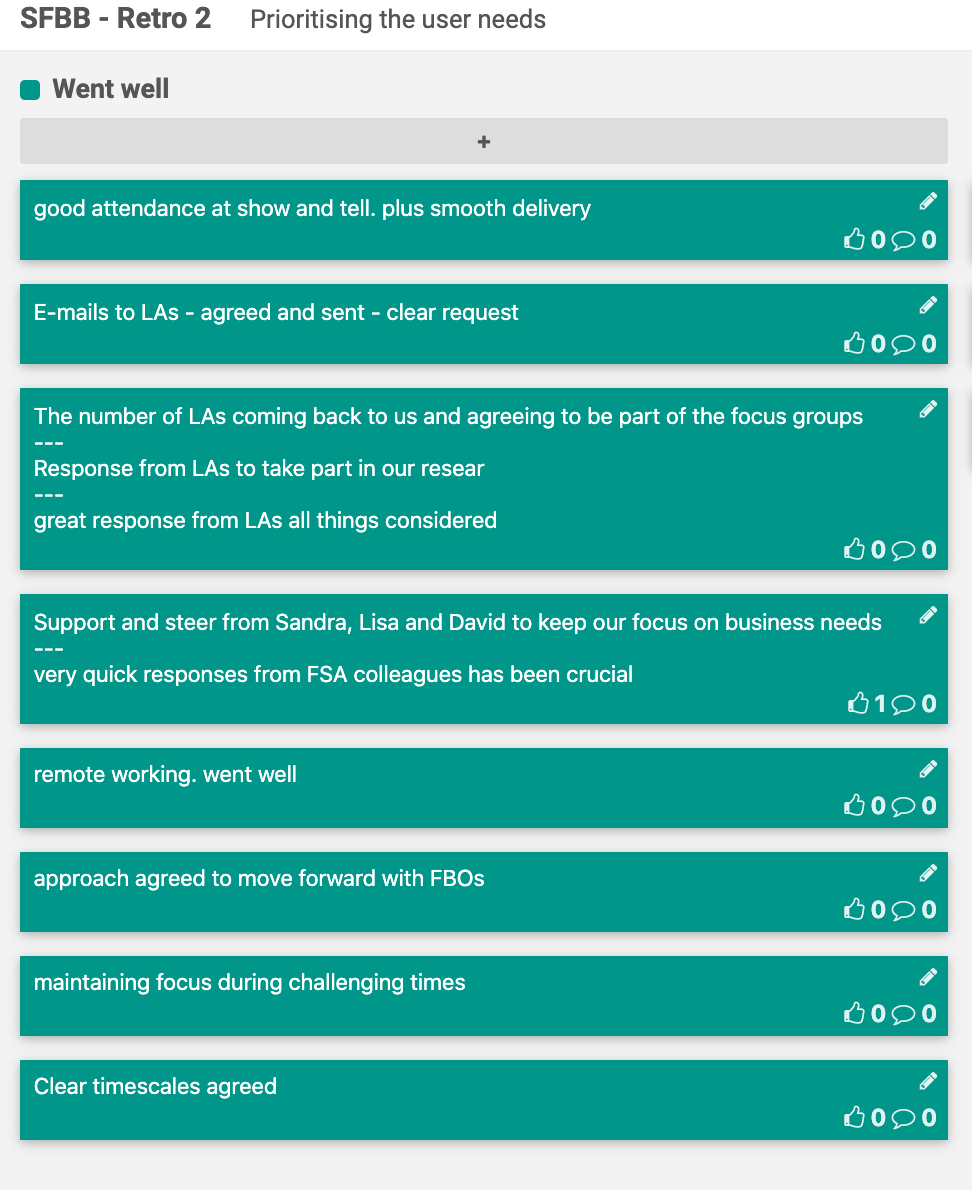 SFBB - Retro 2 Prioritising the user needs
Went well
+
good attendance at show and tell. plus smooth delivery
0 0
E-mails to LAs - agreed and sent - clear request
0 0
The number of LAs coming back to us and agreeing to be part of the focus groups
---
Response from LAs to take part in our resear
---
great response from LAs all things considered
0 0
Support and steer from Sandra, Lisa and David to keep our focus on business needs
---
very quick responses from FSA colleagues has been crucial
1 0
remote working. went well
0 0
approach agreed to move forward with FBOs
0 0
maintaining focus during challenging times
0 0
Clear timescales agreed
0 0